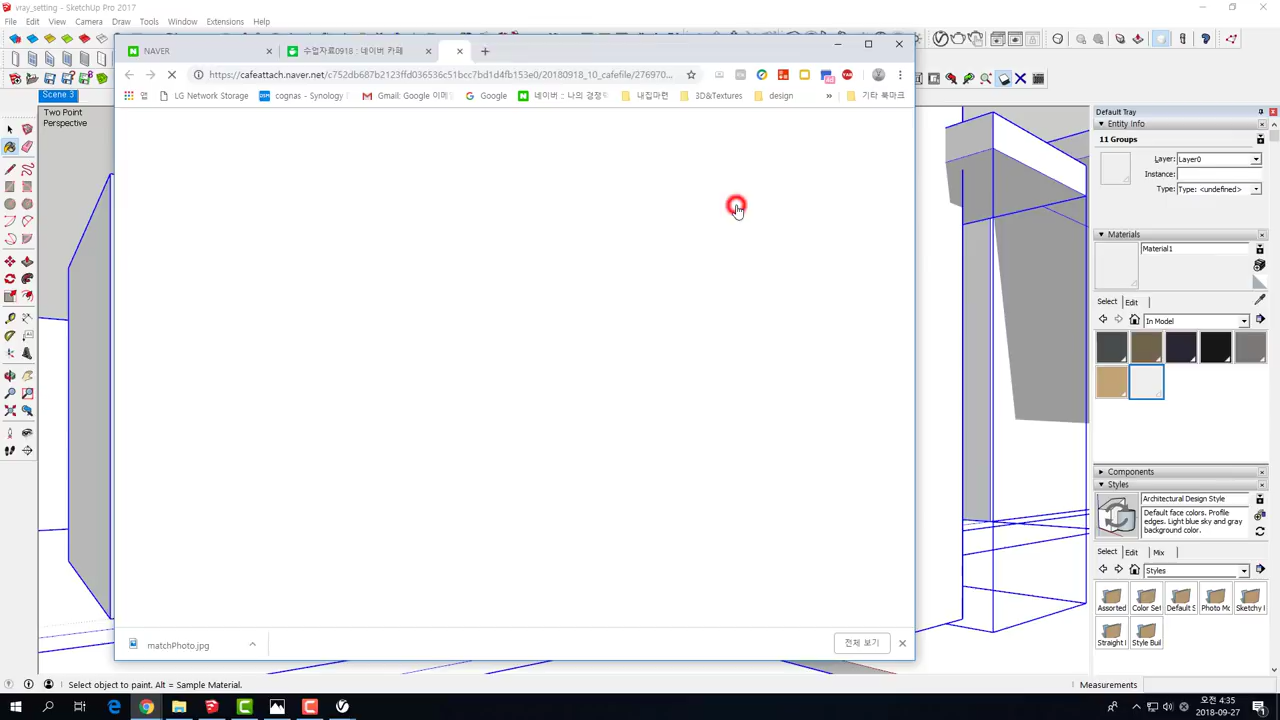 vray_setting - SketchUp Pro 2017
File Edit View Camera Draw Tools Window Extensions Help
NAVER
수업자료0918 : 네이버 카페
https://cafeattach.naver.net/c752db687b2123ffd036536c51bcc7bd1d4fb153e0/20180918_10_cafefile/276970...
앱 LG Network Storage cognias - Synology Gmail: Google 이메 Google 네이버 :: 나의 경쟁 내집마련 3D&Textures design » 기타 북마크
Scene 3
Two Point
Perspective
Default Tray
Entity Info
11 Groups
Layer: Layer0
Instance:
Type: Type: <undefined>
Materials
Material1
Select Edit
In Model
Components
Styles
Architectural Design Style
Default face colors. Profile
edges. Light blue sky and gray
background color.
Select Edit Mix
Styles
Assorted Color Set Default S Photo Mc Sketchy I
Straight I Style Buil
matchPhoto.jpg
전체 보기
Select object to paint. Alt = Sample Material.
Measurements
오전 4:35
2018-09-27